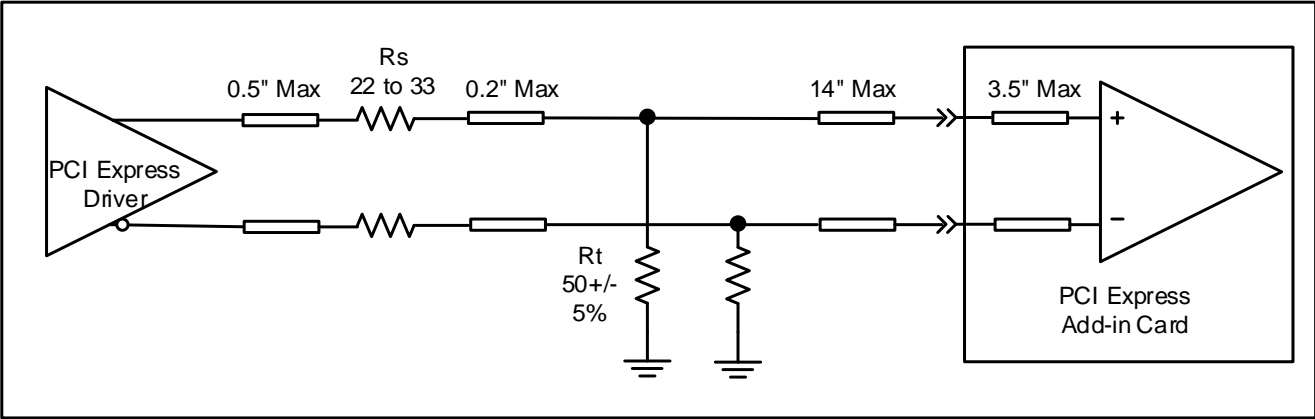 Rs
22 to 33
0.5" Max
0.2" Max
14" Max
3.5" Max
PCI Express
Driver
+
−
Rt
50+/-
5%
PCI Express
Add-in Card